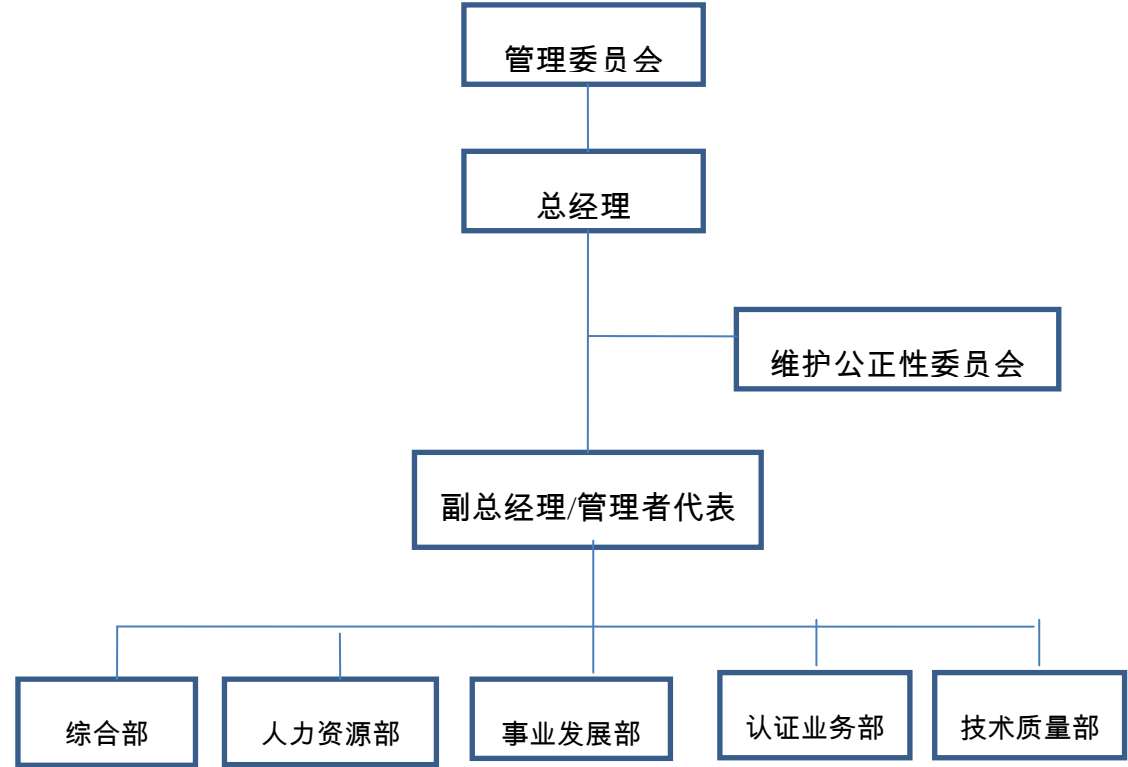 管理委员会
总经理
维护公正性委员会
副总经理/管理者代表
综合部
人力资源部
事业发展部
认证业务部
技术质量部